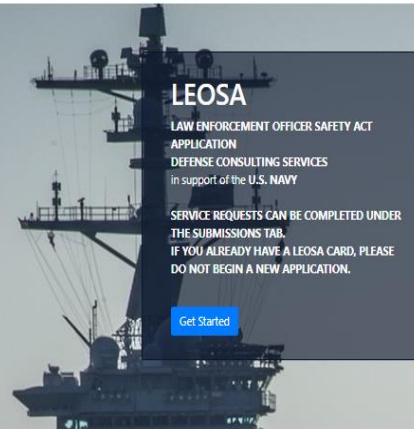 LEOSA
LAW ENFORCEMENT OFFICER SAFETY ACT
APPLICATION
DEFENSE CONSULTING SERVICES
in support of the U.S. NAVY
SERVICE REQUESTS CAN BE COMPLETED UNDER
THE SUBMISSIONS TAB.
IF YOU ALREADY HAVE A LEOSA CARD, PLEASE
DO NOT BEGIN A NEW APPLICATION.
Get Started